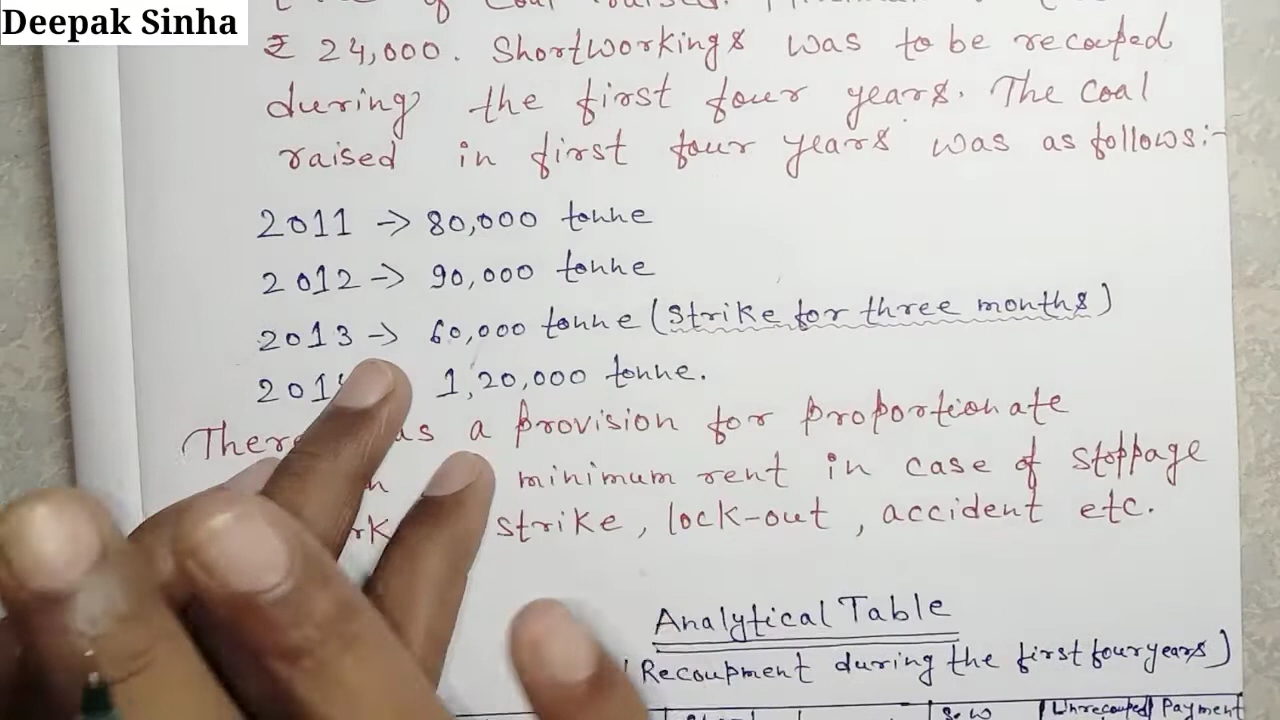 Deepak Sinha
of Coal raised.
₹ 24,000. Shortworkings was to be recouped
during the first four years. The coal
raised in first four years was as follows:-
2011 -> 80,000 tonne
2012 -> 90,000 tonne
2013 -> 60,000 tonne (strike for three months)
1,20,000 tonne.
a provision for proportionate
minimum rent in case of stoppage
strike, lock-out, accident etc.
Analytical Table
(Recoupment during the first four years)
S.W Unrecouped Payment